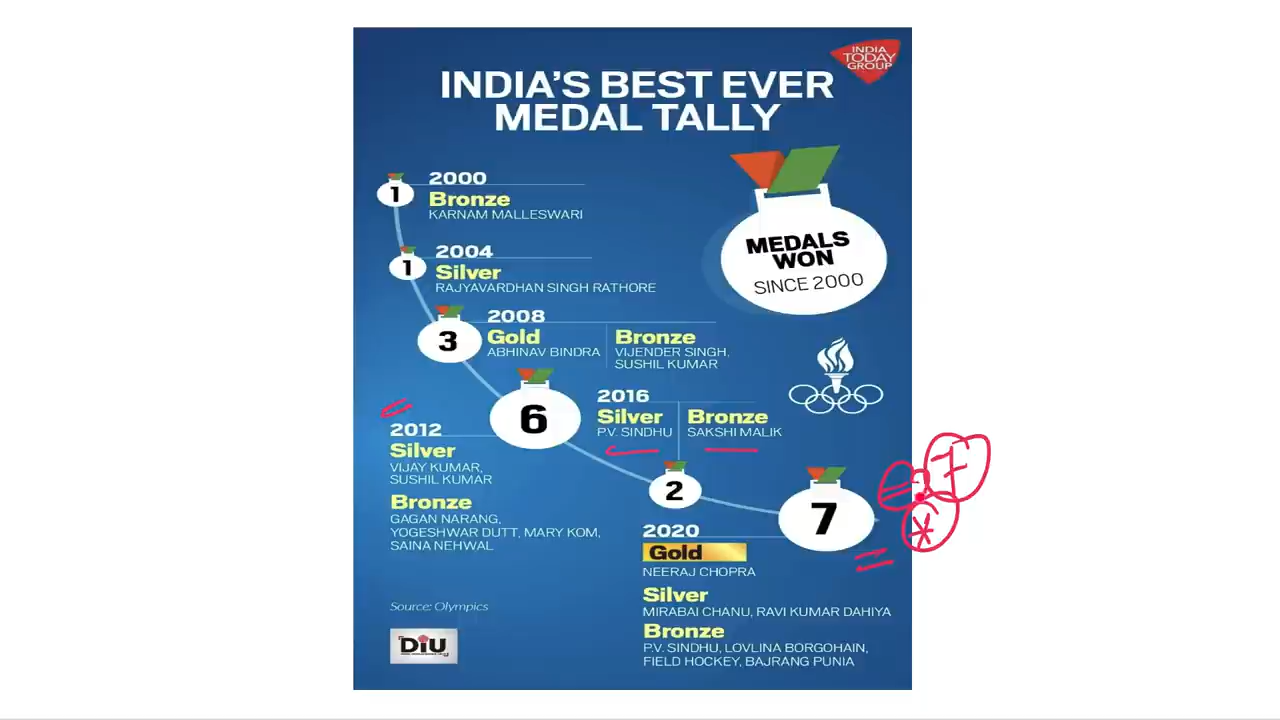 INDIA
TODAY
GROUP
INDIA'S BEST EVER
MEDAL TALLY
MEDALS
WON
SINCE 2000
1
2000
Bronze
KARNAM MALLESWARI
1
2004
Silver
RAJYAVARDHAN SINGH RATHORE
3
2008
Gold
ABHINAV BINDRA
Bronze
VIJENDER SINGH,
SUSHIL KUMAR
6
2012
Silver
VIJAY KUMAR,
SUSHIL KUMAR
Bronze
GAGAN NARANG,
YOGESHWAR DUTT, MARY KOM,
SAINA NEHWAL
2016
Silver
P.V. SINDHU
Bronze
SAKSHI MALIK
2
7
7
2020
Gold
NEERAJ CHOPRA
Silver
MIRABAI CHANU, RAVI KUMAR DAHIYA
Bronze
P.V. SINDHU, LOVLINA BORGOHAIN,
FIELD HOCKEY, BAJRANG PUNIA
Source: Olympics
DIU